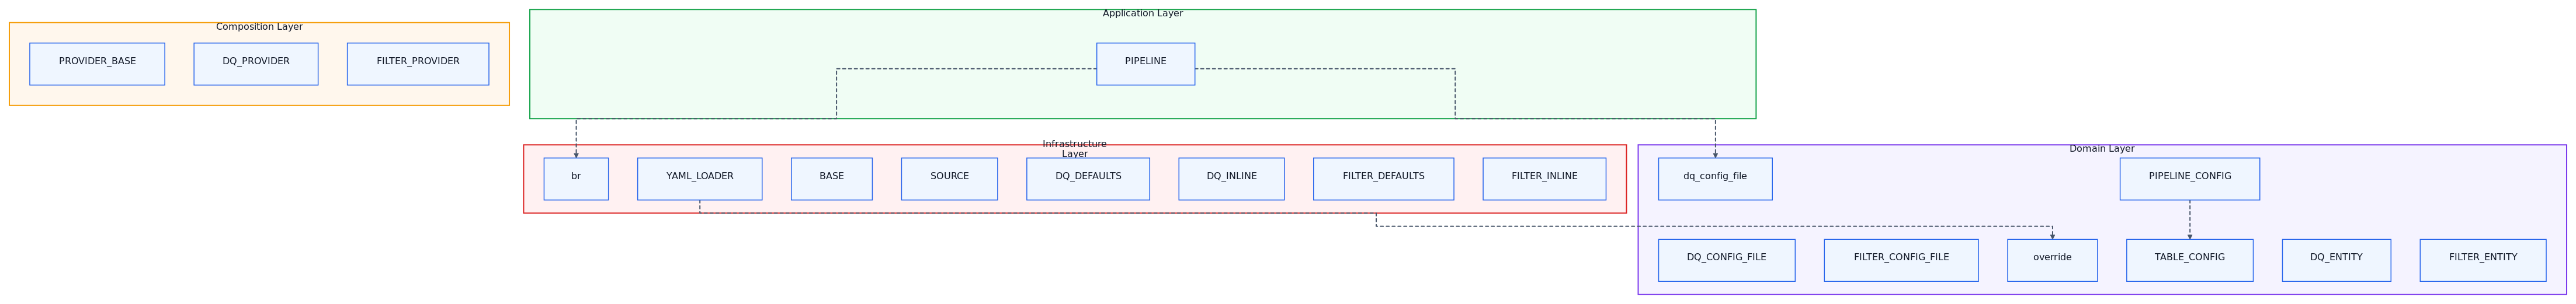 Composition Layer
PROVIDER_BASE
DQ_PROVIDER
FILTER_PROVIDER
Application Layer
PIPELINE
Infrastructure
Layer
br
YAML_LOADER
BASE
SOURCE
DQ_DEFAULTS
DQ_INLINE
FILTER_DEFAULTS
FILTER_INLINE
Domain Layer
dq_config_file
PIPELINE_CONFIG
DQ_CONFIG_FILE
FILTER_CONFIG_FILE
override
TABLE_CONFIG
DQ_ENTITY
FILTER_ENTITY